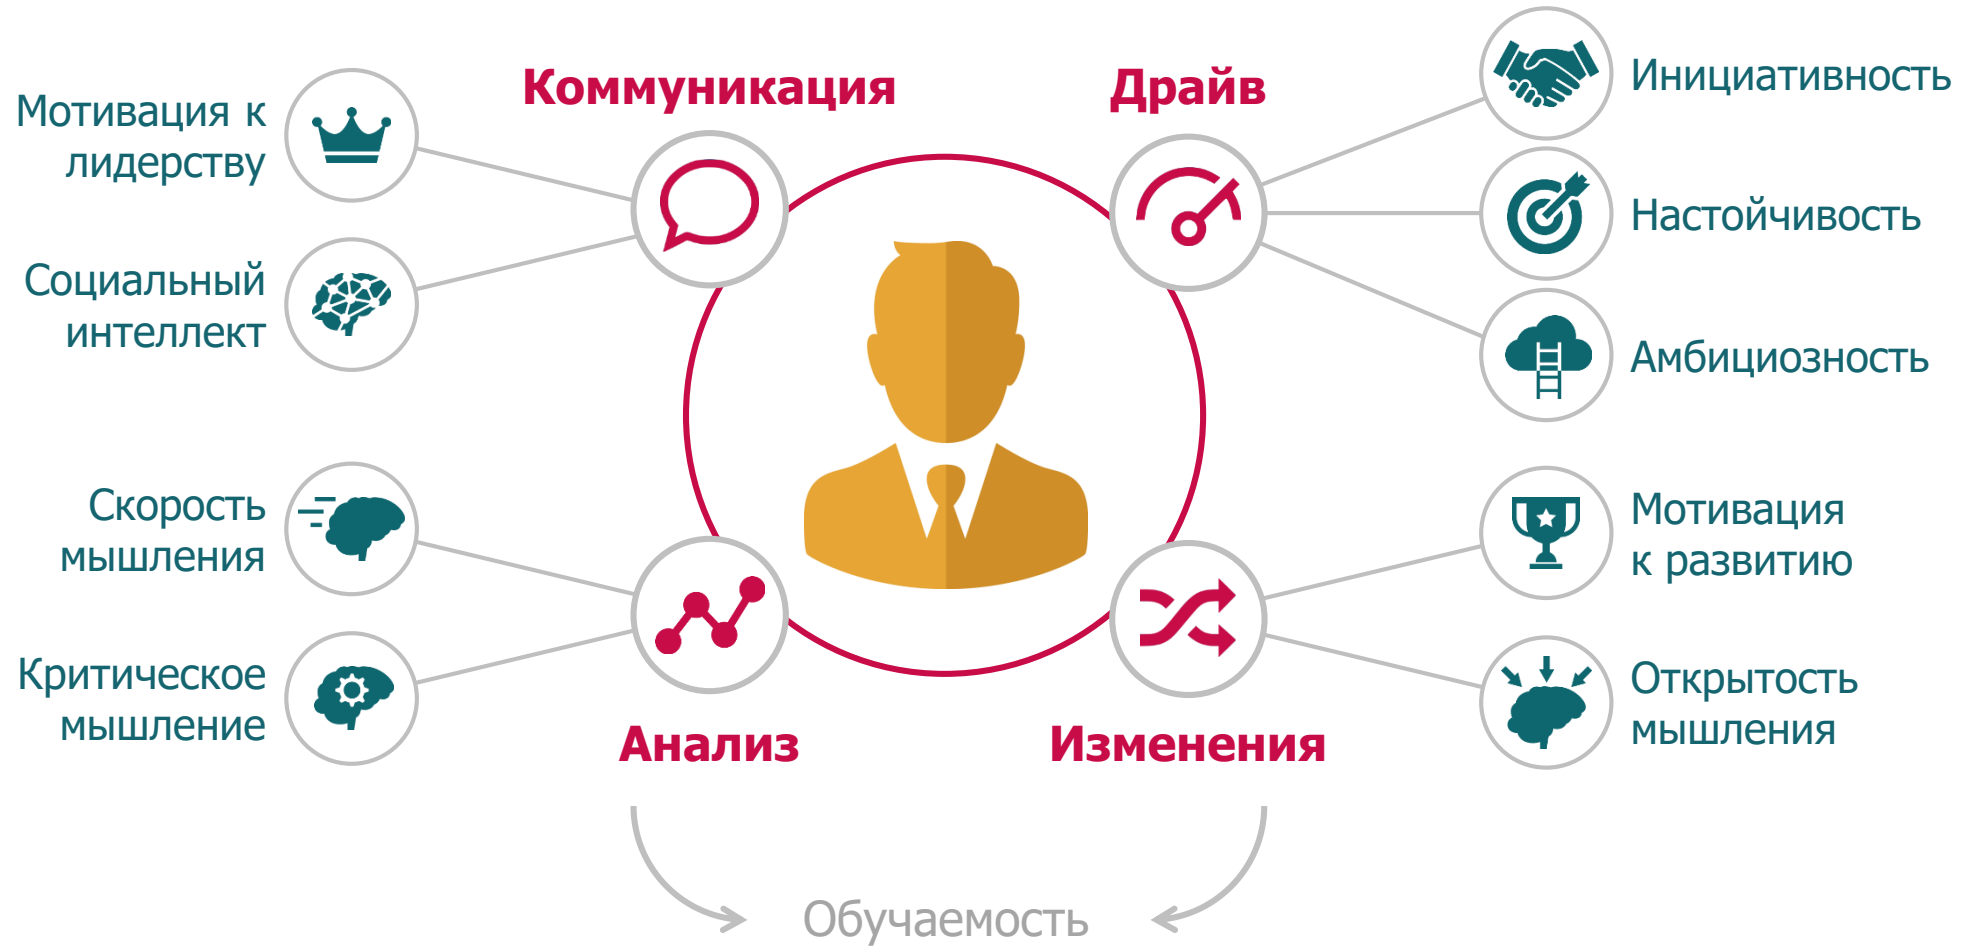 Коммуникация
Мотивация к
лидерству
Социальный
интеллект
Драйв
Инициативность
Настойчивость
Амбициозность
Анализ
Скорость
мышления
Критическое
мышление
Изменения
Мотивация
к развитию
Открытость
мышления
Обучаемость